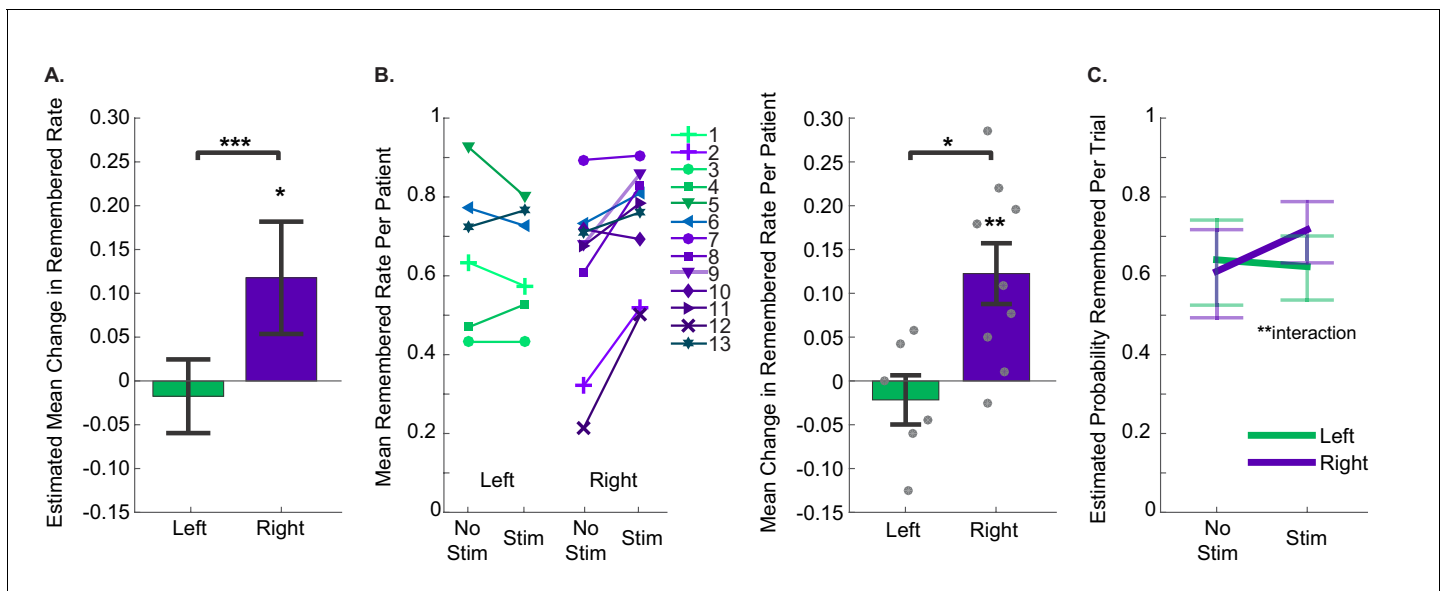 A.
Estimated Mean Change in Remembered Rate
0.30
0.25
0.20
0.15
0.10
0.05
0
-0.05
-0.10
-0.15
***
*
Left
Right
B.
Mean Remembered Rate Per Patient
1
0.8
0.6
0.4
0.2
0
Left
Right
No Stim
Stim
No Stim
Stim
1
2
3
4
5
6
7
8
9
10
11
12
13
Mean Change in Remembered Rate Per Patient
0.30
0.25
0.20
0.15
0.10
0.05
0
-0.05
-0.10
-0.15
*
**
Left
Right
C.
Estimated Probability Remembered Per Trial
1
0.8
0.6
0.4
0.2
0
**interaction
Left
Right
No Stim
Stim